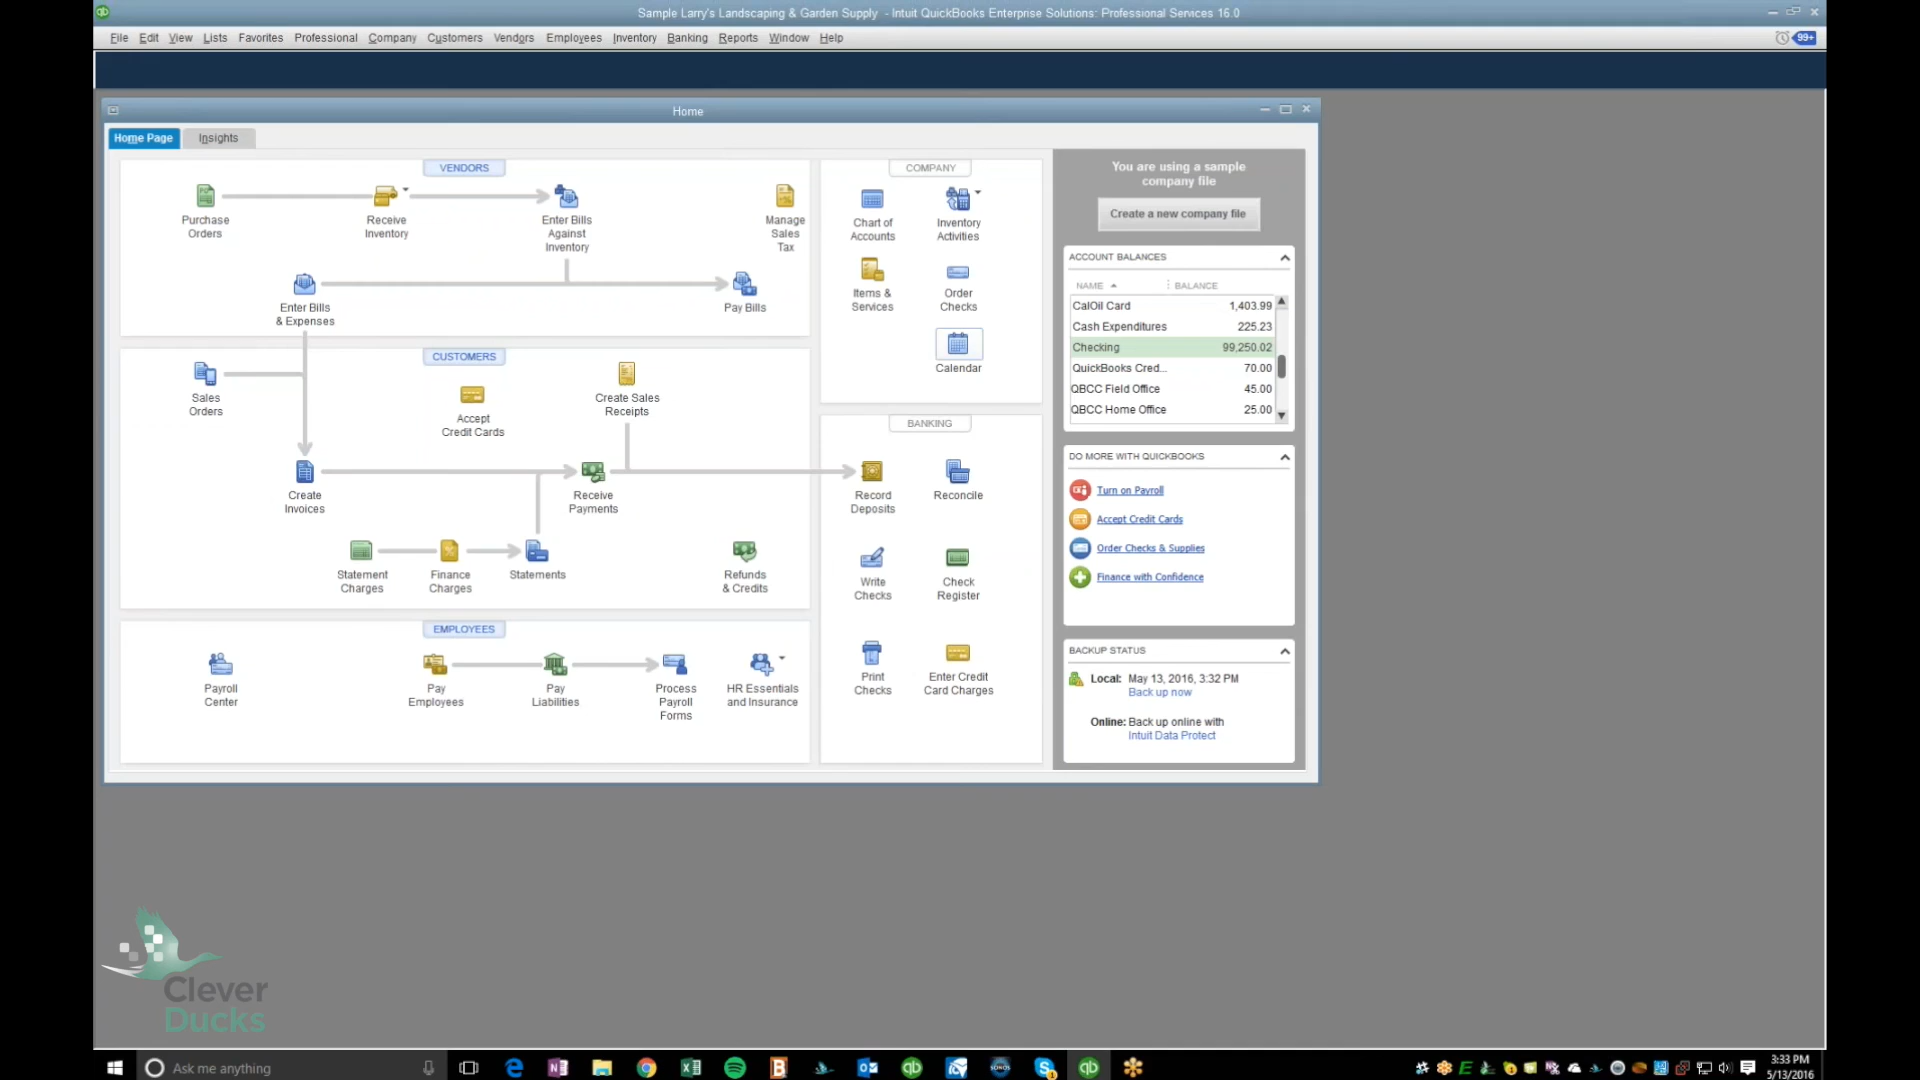 Sample Larry's Landscaping & Garden Supply - Intuit QuickBooks Enterprise Solutions: Professional Services 16.0
File Edit View Lists Favorites Professional Company Customers Vendors Employees Inventory Banking Reports Window Help
99+
Home
Home Page Insights
VENDORS
Purchase
Orders
Receive
Inventory
Enter Bills
Against
Inventory
Manage
Sales
Tax
Enter Bills
& Expenses
Pay Bills
CUSTOMERS
Sales
Orders
Accept
Credit Cards
Create Sales
Receipts
Create
Invoices
Receive
Payments
Statement
Charges
Finance
Charges
Statements
Refunds
& Credits
EMPLOYEES
Payroll
Center
Pay
Employees
Pay
Liabilities
Process
Payroll
Forms
HR Essentials
and Insurance
COMPANY
Chart of
Accounts
Inventory
Activities
Items &
Services
Order
Checks
Calendar
BANKING
Record
Deposits
Reconcile
Write
Checks
Check
Register
Print
Checks
Enter Credit
Card Charges
You are using a sample
company file
Create a new company file
ACCOUNT BALANCES
NAME BALANCE
CalOil Card 1,403.99
Cash Expenditures 225.23
Checking 99,250.02
QuickBooks Cred... 70.00
QBCC Field Office 45.00
QBCC Home Office 25.00
DO MORE WITH QUICKBOOKS
Turn on Payroll
Accept Credit Cards
Order Checks & Supplies
Finance with Confidence
BACKUP STATUS
Local: May 13, 2016, 3:32 PM
Back up now
Online: Back up online with
Intuit Data Protect
Clever
Ducks
Ask me anything
3:33 PM
5/13/2016